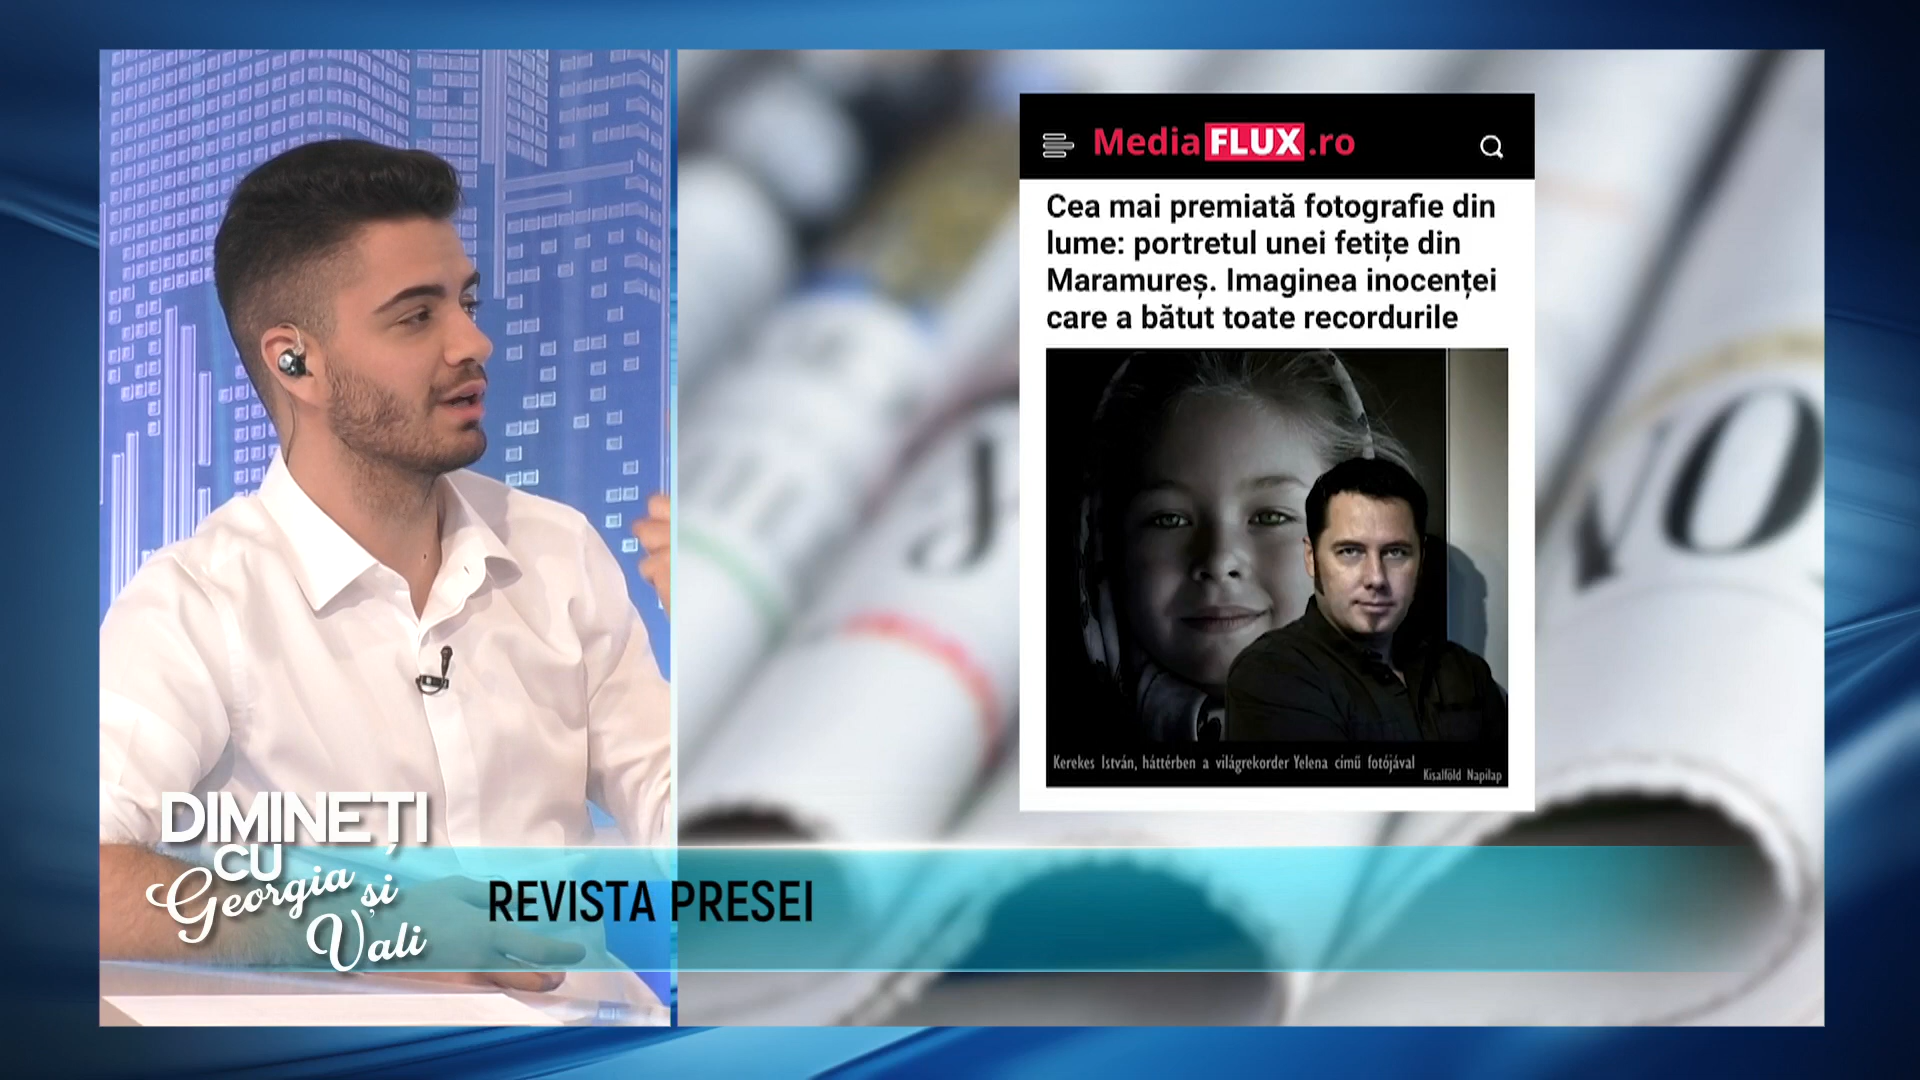 MediaFLUX.ro
Cea mai premiată fotografie din
lume: portretul unei fetițe din
Maramureș. Imaginea inocenței
care a bătut toate recordurile
Kerekes István, háttérben a világrekorder Yelena című fotójával
Kisalföld Napilap
DIMINEȚI
CU
Georgia și
Vali
REVISTA PRESEI